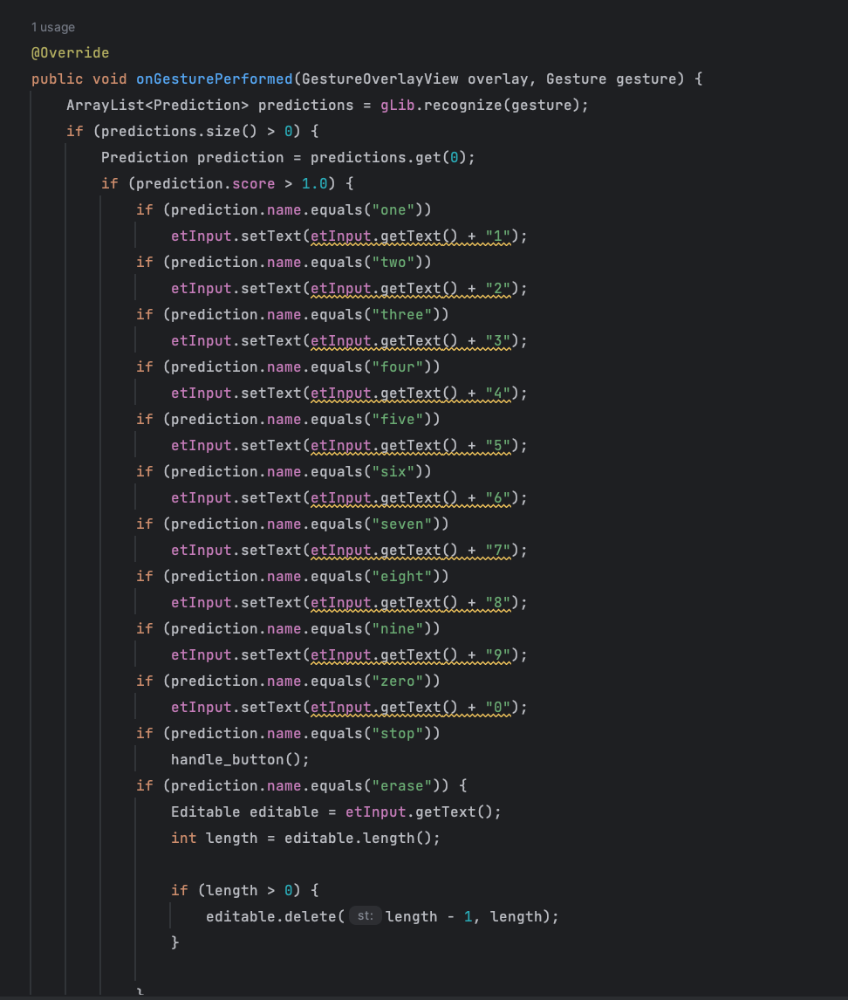 1 usage
@Override
public void onGesturePerformed(GestureOverlayView overlay, Gesture gesture) {
    ArrayList<Prediction> predictions = gLib.recognize(gesture);
    if (predictions.size() > 0) {
        Prediction prediction = predictions.get(0);
        if (prediction.score > 1.0) {
            if (prediction.name.equals("one"))
                etInput.setText(etInput.getText() + "1");
            if (prediction.name.equals("two"))
                etInput.setText(etInput.getText() + "2");
            if (prediction.name.equals("three"))
                etInput.setText(etInput.getText() + "3");
            if (prediction.name.equals("four"))
                etInput.setText(etInput.getText() + "4");
            if (prediction.name.equals("five"))
                etInput.setText(etInput.getText() + "5");
            if (prediction.name.equals("six"))
                etInput.setText(etInput.getText() + "6");
            if (prediction.name.equals("seven"))
                etInput.setText(etInput.getText() + "7");
            if (prediction.name.equals("eight"))
                etInput.setText(etInput.getText() + "8");
            if (prediction.name.equals("nine"))
                etInput.setText(etInput.getText() + "9");
            if (prediction.name.equals("zero"))
                etInput.setText(etInput.getText() + "0");
            if (prediction.name.equals("stop"))
                handle_button();
            if (prediction.name.equals("erase")) {
                Editable editable = etInput.getText();
                int length = editable.length();

                if (length > 0) {
                    editable.delete( st: length - 1, length);
                }

            }